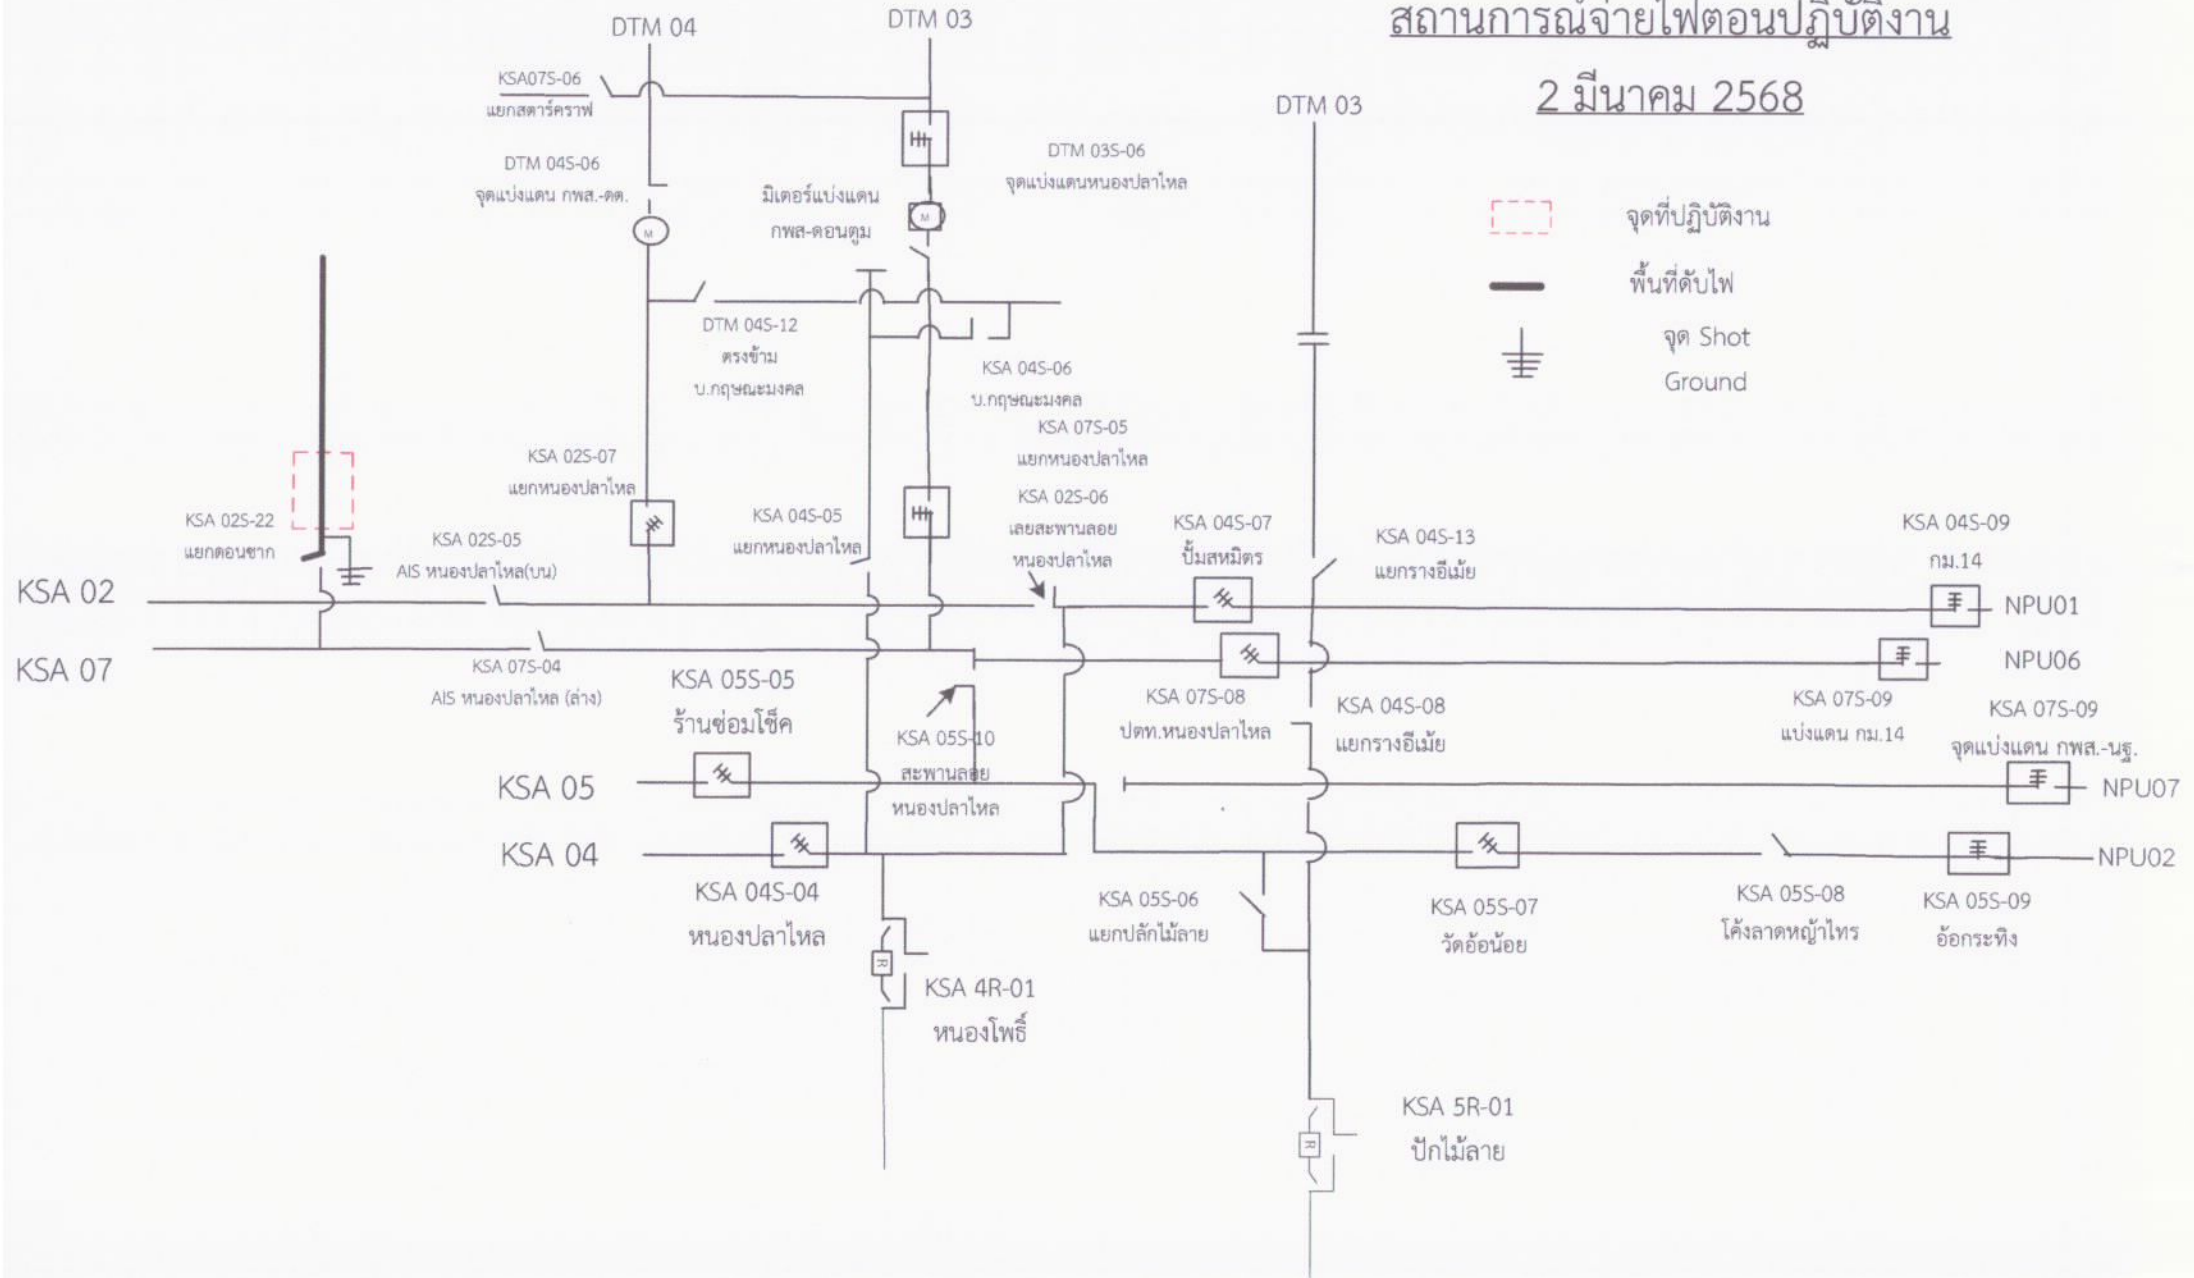 สถานการณ์จ่ายไฟตอนปฏิบัติงาน
2 มีนาคม 2568
DTM 04
DTM 03
KSA07S-06
แยกสตาร์คราฟ
DTM 03
DTM 04S-06
จุดแบ่งแดน กพส.-ดต.
DTM 03S-06
จุดแบ่งแดนหนองปลาไหล
มิเตอร์แบ่งแดน
กพส-ดอนตูม
M
M
จุดที่ปฏิบัติงาน
พื้นที่ดับไฟ
จุด Shot
Ground
DTM 04S-12
ตรงข้าม
บ.กฤษณะมงคล
KSA 04S-06
บ.กฤษณะมงคล
KSA 07S-05
แยกหนองปลาไหล
KSA 02S-07
แยกหนองปลาไหล
KSA 02S-06
เลยสะพานลอย
หนองปลาไหล
KSA 04S-05
แยกหนองปลาไหล
KSA 04S-07
ปั้มสหมิตร
KSA 04S-13
แยกรางอีเม้ย
KSA 04S-09
กม.14
KSA 02S-22
แยกดอนซาก
KSA 02S-05
AIS หนองปลาไหล(บน)
KSA 02
NPU01
KSA 07
NPU06
KSA 07S-04
AIS หนองปลาไหล (ล่าง)
KSA 05S-05
ร้านซ่อมโช็ค
KSA 05S-10
สะพานลอย
หนองปลาไหล
KSA 07S-08
ปตท.หนองปลาไหล
KSA 04S-08
แยกรางอีเม้ย
KSA 07S-09
แบ่งแดน กม.14
KSA 07S-09
จุดแบ่งแดน กพส.-นฐ.
KSA 05
NPU07
KSA 04
NPU02
KSA 04S-04
หนองปลาไหล
KSA 05S-06
แยกปลักไม้ลาย
KSA 05S-07
วัดอ้อน้อย
KSA 05S-08
โค้งลาดหญ้าไทร
KSA 05S-09
อ้อกระทิง
R
KSA 4R-01
หนองโพธิ์
KSA 5R-01
ปักไม้ลาย
R